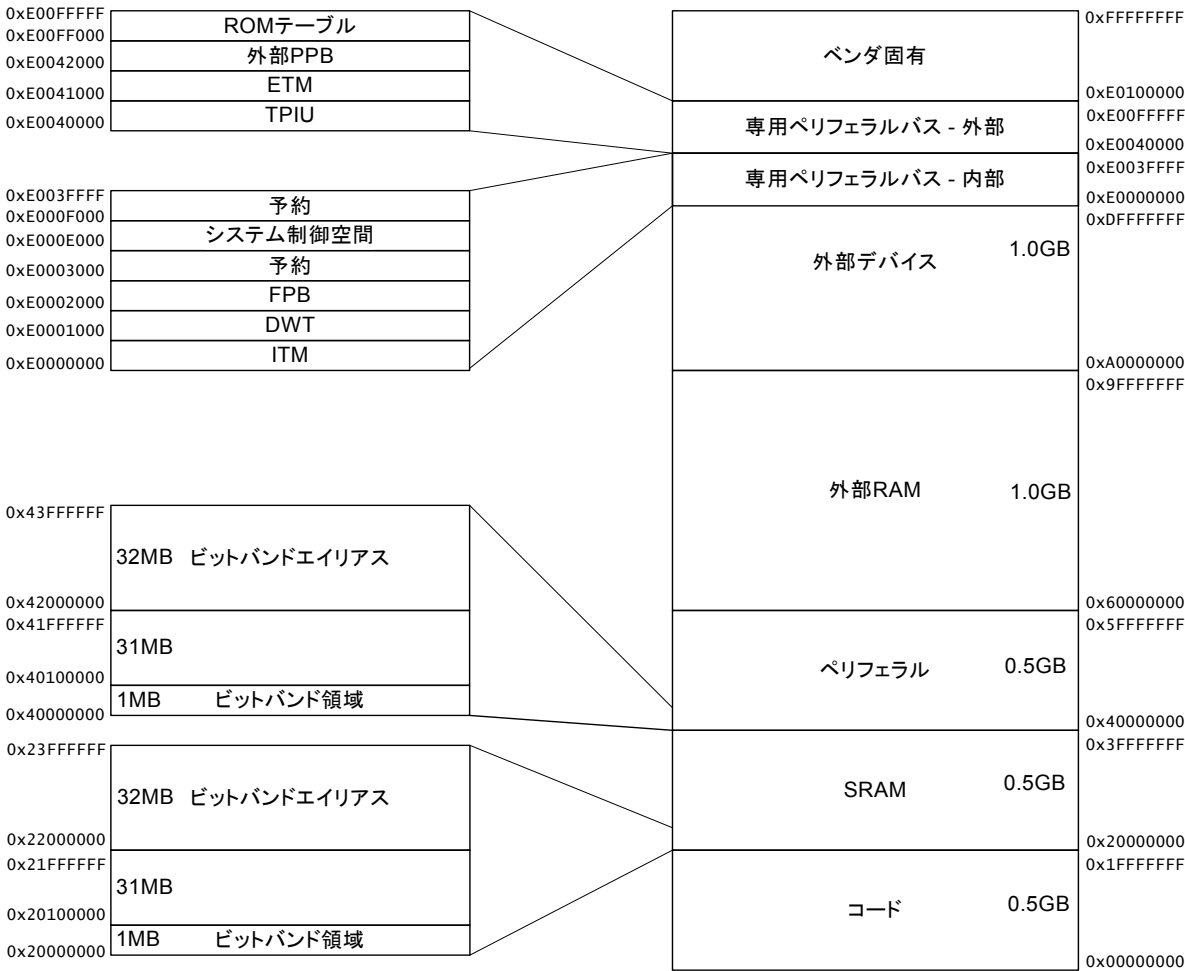 0xE00FFFFF
ROMテーブル
0xE00FF000
外部PPB
0xE0042000
ETM
0xE0041000
TPIU
0xE0040000
0xE003FFFF
予約
0xE000F000
システム制御空間
0xE000E000
予約
0xE0003000
FPB
0xE0002000
DWT
0xE0001000
ITM
0xE0000000
0x43FFFFFF
32MB ビットバンドエイリアス
0x42000000
0x41FFFFFF
31MB
0x40100000
1MB ビットバンド領域
0x40000000
0x23FFFFFF
32MB ビットバンドエイリアス
0x22000000
0x21FFFFFF
31MB
0x20100000
1MB ビットバンド領域
0x20000000
0xFFFFFFFF
ベンダ固有
0xE0100000
0xE00FFFFF
専用ペリフェラルバス - 外部
0xE0040000
0xE003FFFF
専用ペリフェラルバス - 内部
0xE0000000
0xDFFFFFFF
外部デバイス 1.0GB
0xA0000000
0x9FFFFFFF
外部RAM 1.0GB
0x60000000
0x5FFFFFFF
ペリフェラル 0.5GB
0x40000000
0x3FFFFFFF
SRAM 0.5GB
0x20000000
0x1FFFFFFF
コード 0.5GB
0x00000000